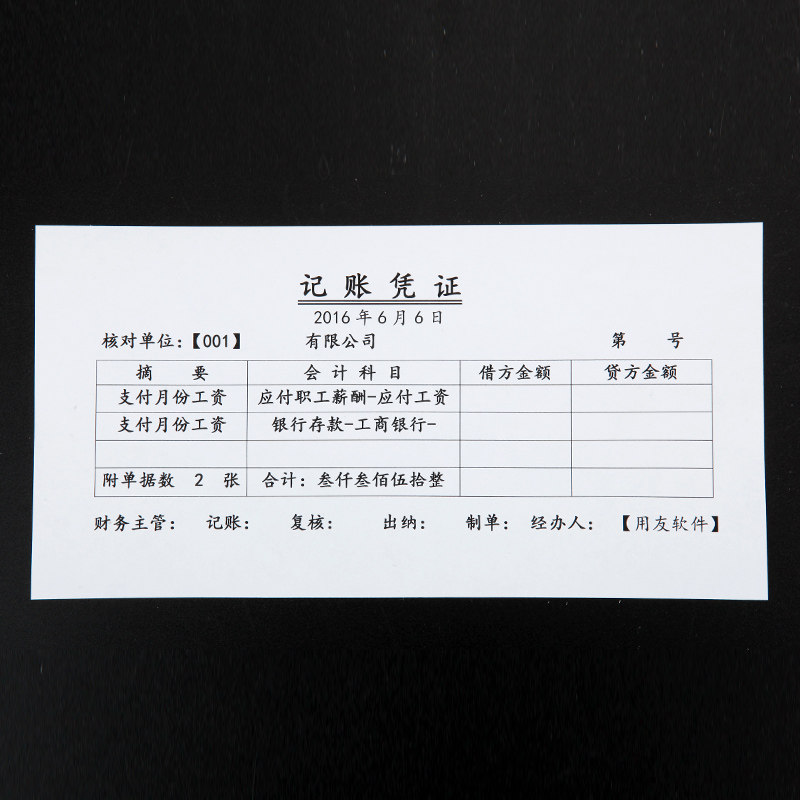 记账凭证
2016年6月6日
核对单位:【001】 有限公司 第 号
摘 要 会计科目 借方金额 贷方金额
支付月份工资 应付职工薪酬-应付工资
支付月份工资 银行存款-工商银行-
附单据数 2 张 合计: 叁仟叁佰伍拾整
财务主管: 记账: 复核: 出纳: 制单: 经办人: 【用友软件】